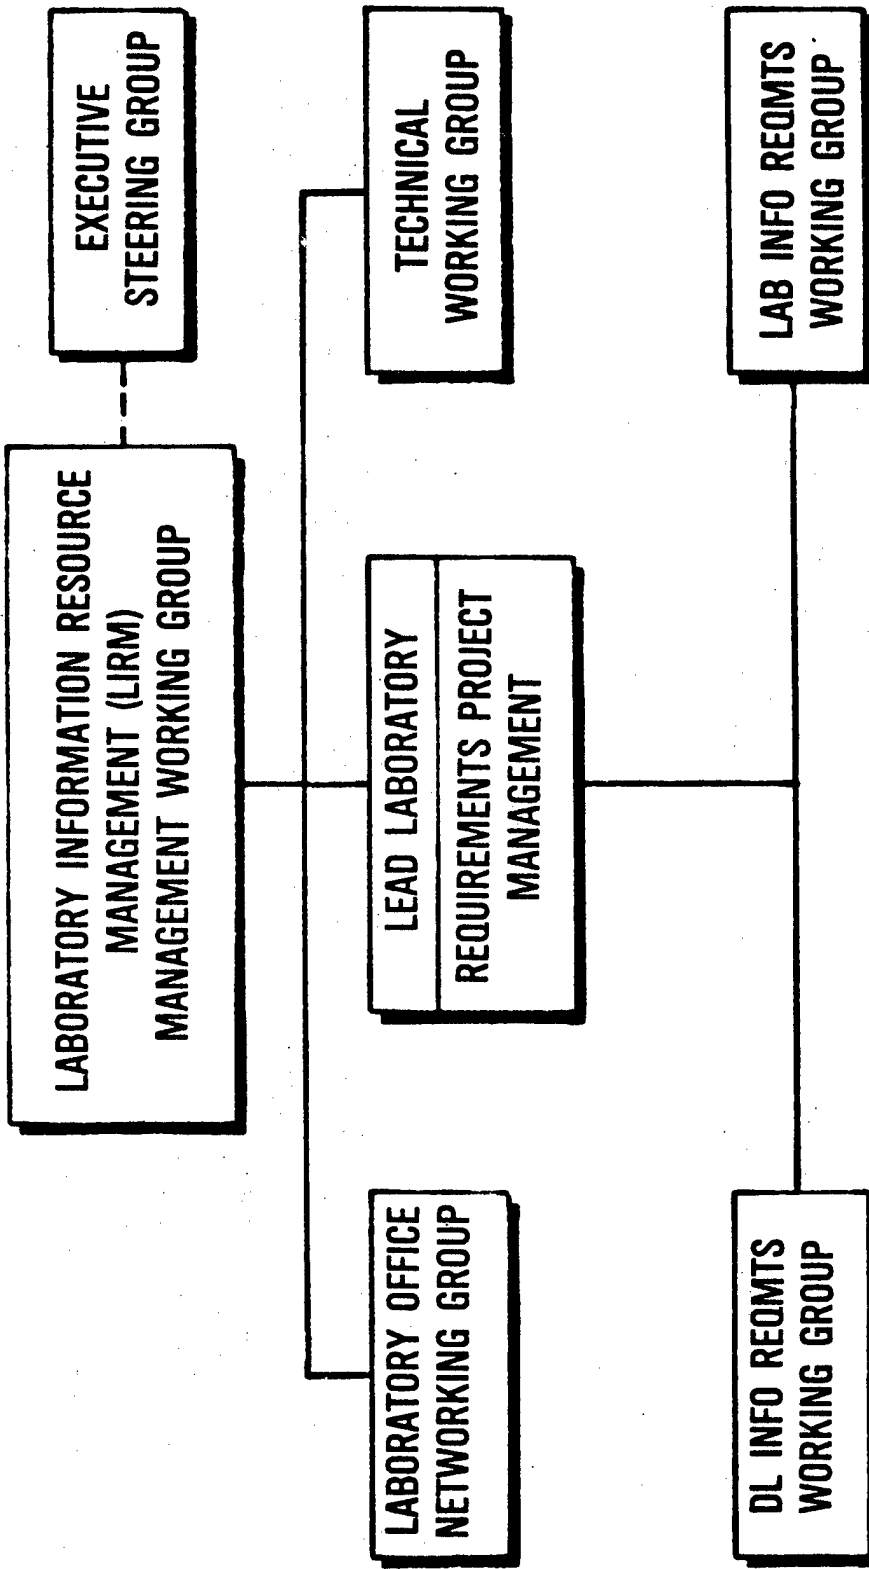 LABORATORY INFORMATION RESOURCE
MANAGEMENT (LIRM)
MANAGEMENT WORKING GROUP
EXECUTIVE
STEERING GROUP
LABORATORY OFFICE
NETWORKING GROUP
LEAD LABORATORY
REQUIREMENTS PROJECT
MANAGEMENT
TECHNICAL
WORKING GROUP
DL INFO REQMTS
WORKING GROUP
LAB INFO REQMTS
WORKING GROUP